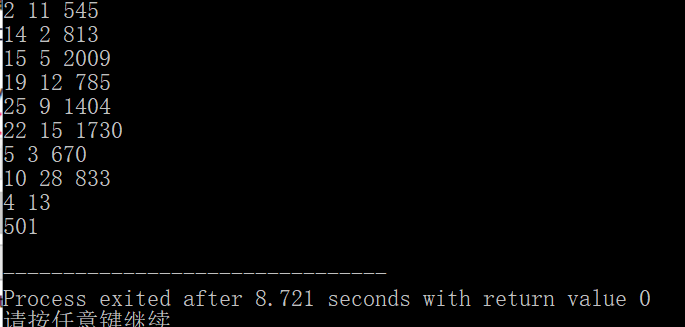 2 11 545
14 2 813
15 5 2009
19 12 785
25 9 1404
22 15 1730
5 3 670
10 28 833
4 13
501
--------------------------------
Process exited after 8.721 seconds with return value 0
请按任意键继续